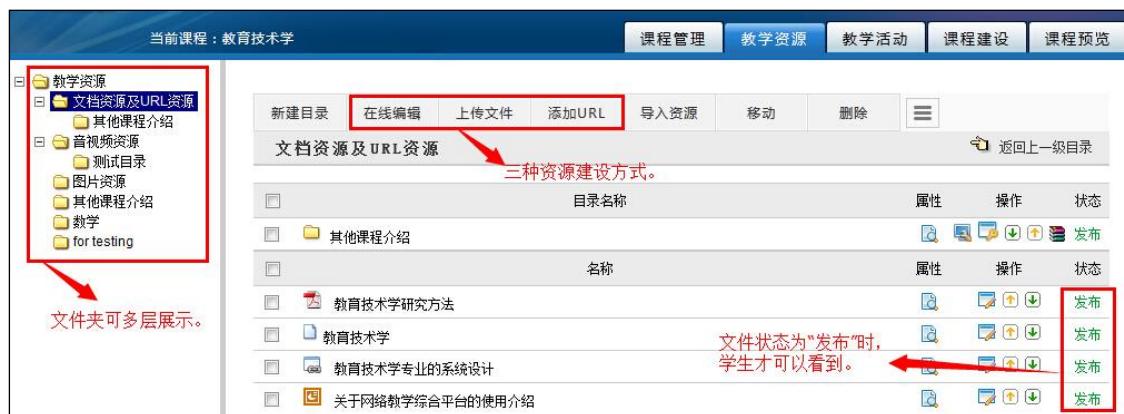 当前课程：教育技术学
课程管理 教学资源 教学活动 课程建设 课程预览
教学资源
文档资源及URL资源
其他课程介绍
音视频资源
测试目录
图片资源
其他课程介绍
数学
for testing
文件夹可多层展示。
新建目录 在线编辑 上传文件 添加URL 导入资源 移动 删除
文档资源及URL资源 返回上一级目录
三种资源建设方式。
目录名称 属性 操作 状态
其他课程介绍 发布
名称 属性 操作 状态
教育技术学研究方法 发布
教育技术学 发布
文件状态为“发布”时，
学生才可以看到。
教育技术学专业的系统设计 发布
关于网络教学综合平台的使用介绍 发布